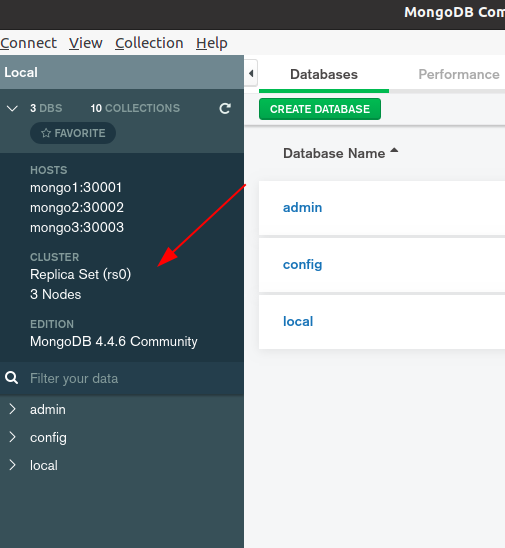 MongoDB Com
Connect View Collection Help
Local
3 DBS 10 COLLECTIONS
FAVORITE
HOSTS
mongo1:30001
mongo2:30002
mongo3:30003
CLUSTER
Replica Set (rs0)
3 Nodes
EDITION
MongoDB 4.4.6 Community
Filter your data
admin
config
local
Databases Performance
CREATE DATABASE
Database Name
admin
config
local